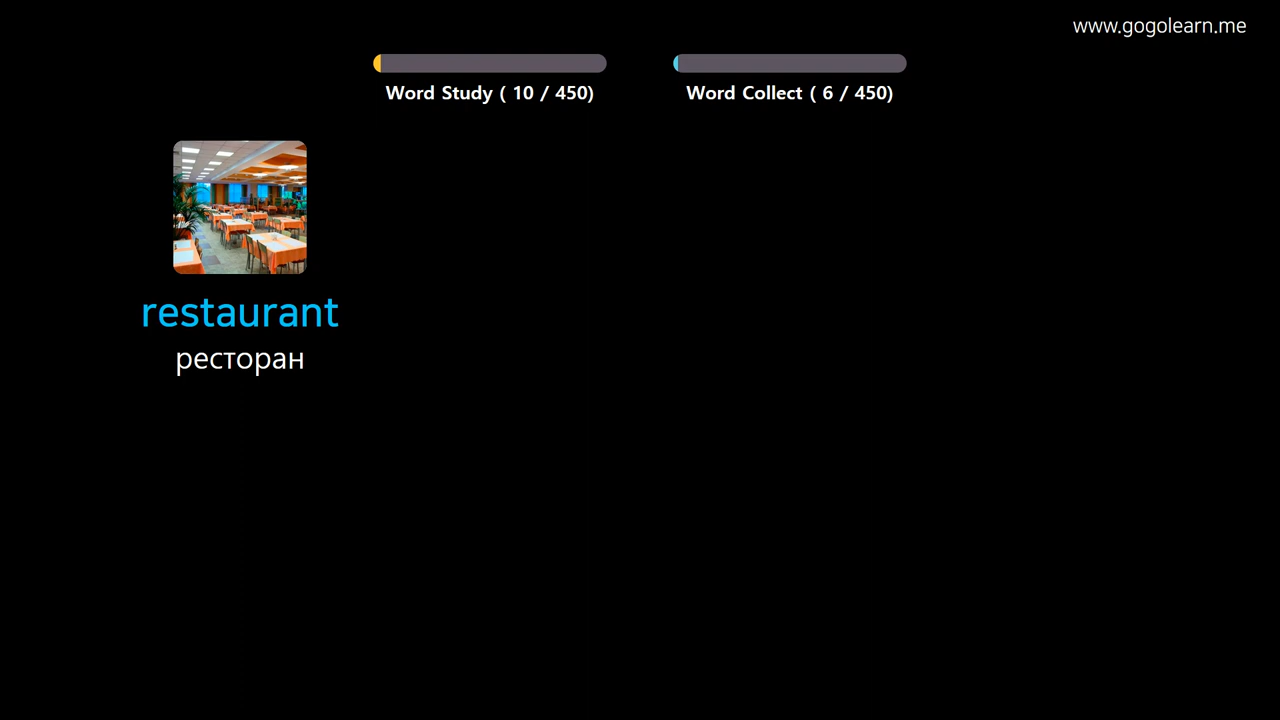 www.gogolearn.me
Word Study ( 10 / 450)
Word Collect ( 6 / 450)
restaurant
ресторан